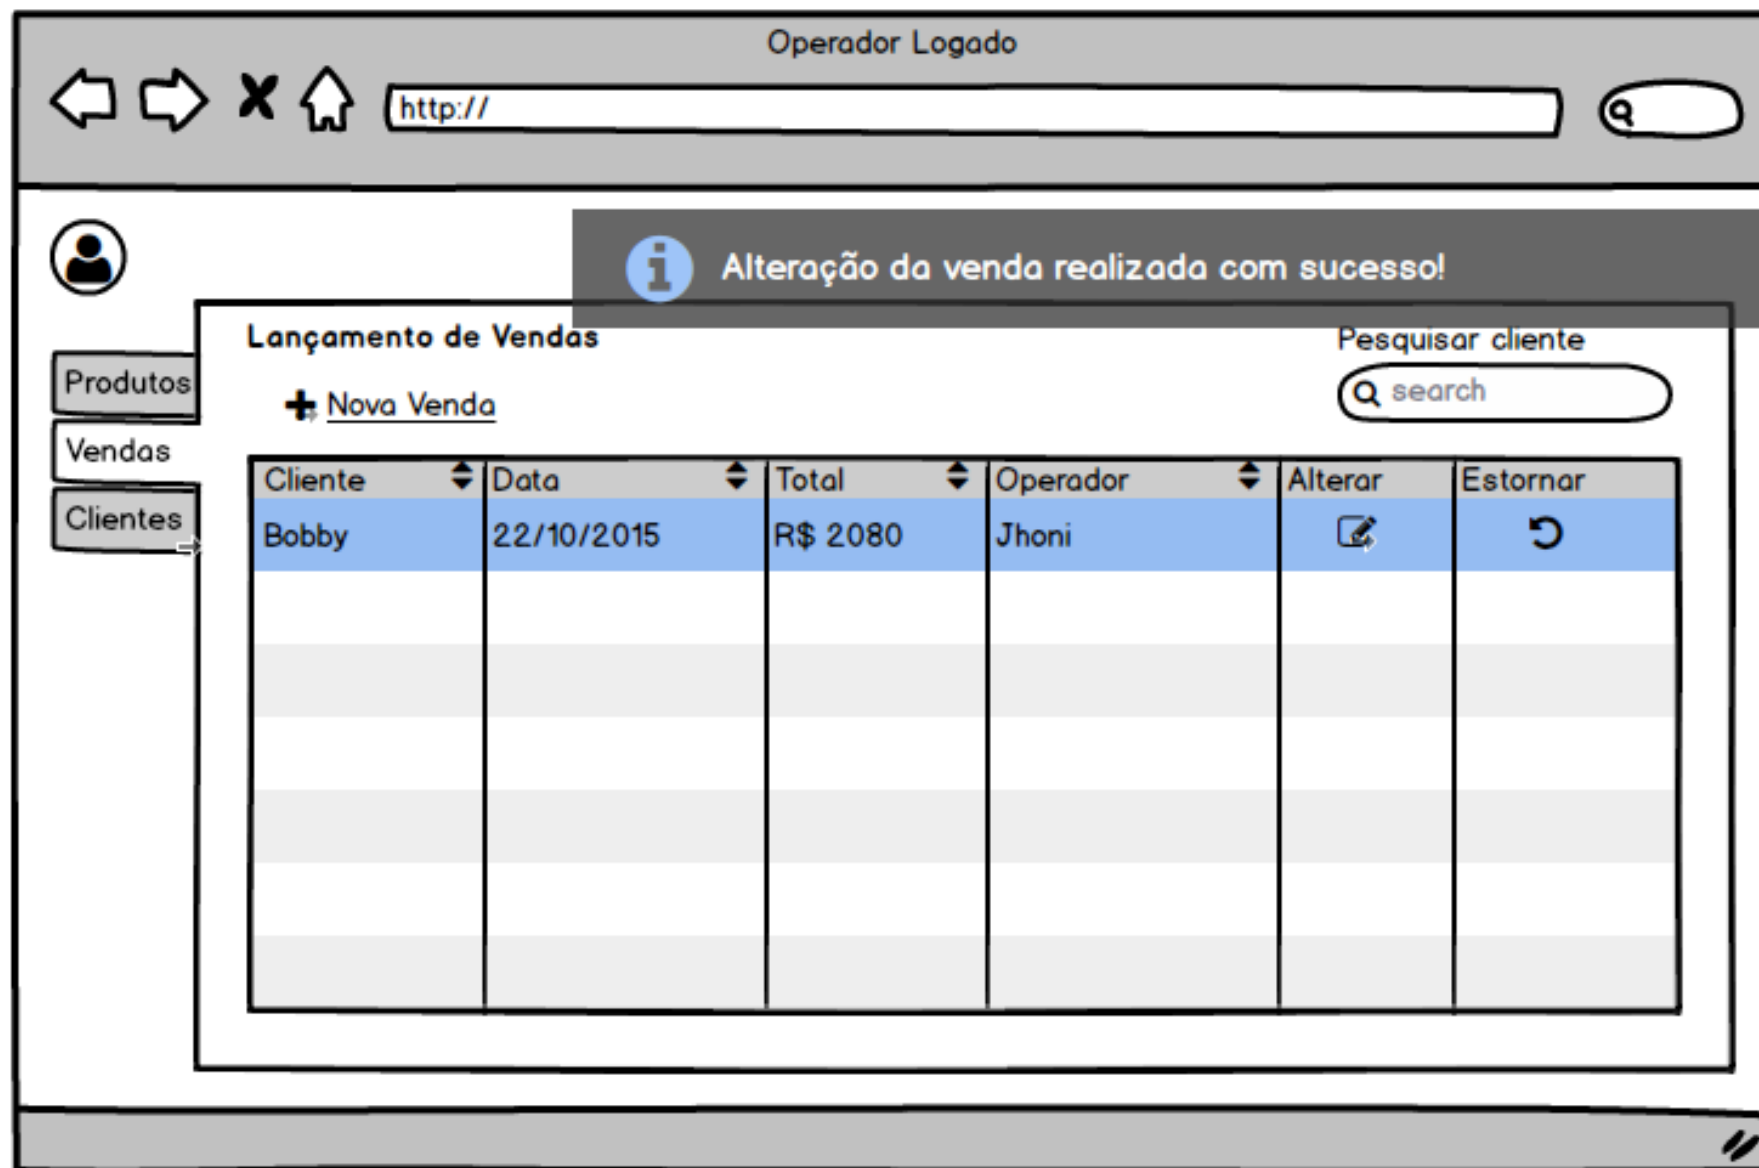 Operador Logado
http://
Alteração da venda realizada com sucesso!
Lançamento de Vendas
Pesquisar cliente
Produtos
Nova Venda
search
Vendas
Cliente Data Total Operador Alterar Estornar
Clientes
Bobby 22/10/2015 R$ 2080 Jhoni